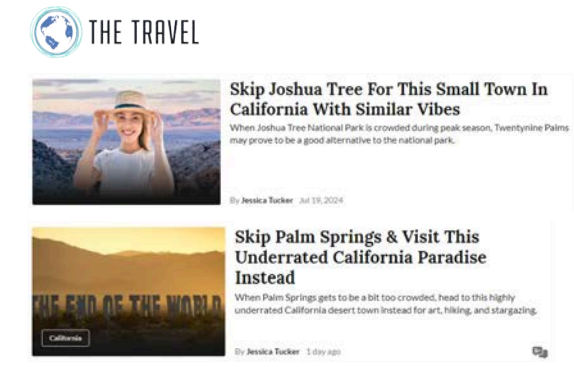 THE TRAVEL
Skip Joshua Tree For This Small Town In
California With Similar Vibes
When Joshua Tree National Park is crowded during peak season, Twentynine Palms
may prove to be a good alternative to the national park.
By Jessica Tucker Jul 19, 2024
Skip Palm Springs & Visit This
Underrated California Paradise
Instead
When Palm Springs gets to be a bit too crowded, head to this highly
underrated California desert town instead for art, hiking, and stargazing.
THE END OF THE WORLD
California
By Jessica Tucker 1 day ago